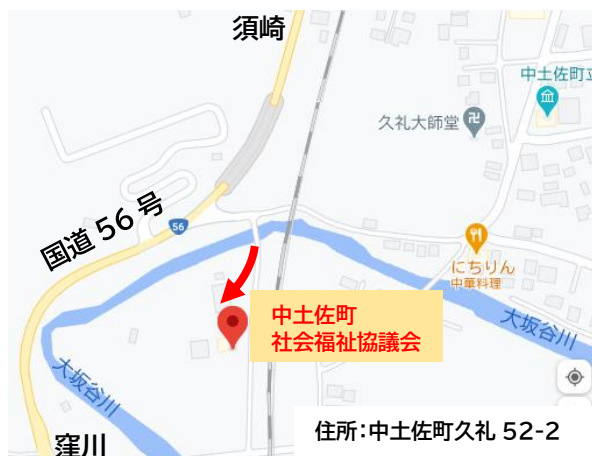 須崎
中土佐町立
久礼大師堂
卍
国道 56 号
56
にちりん
中華料理
中土佐町
社会福祉協議会
大坂谷川
大坂谷川
住所:中土佐町久礼 52-2
窪川